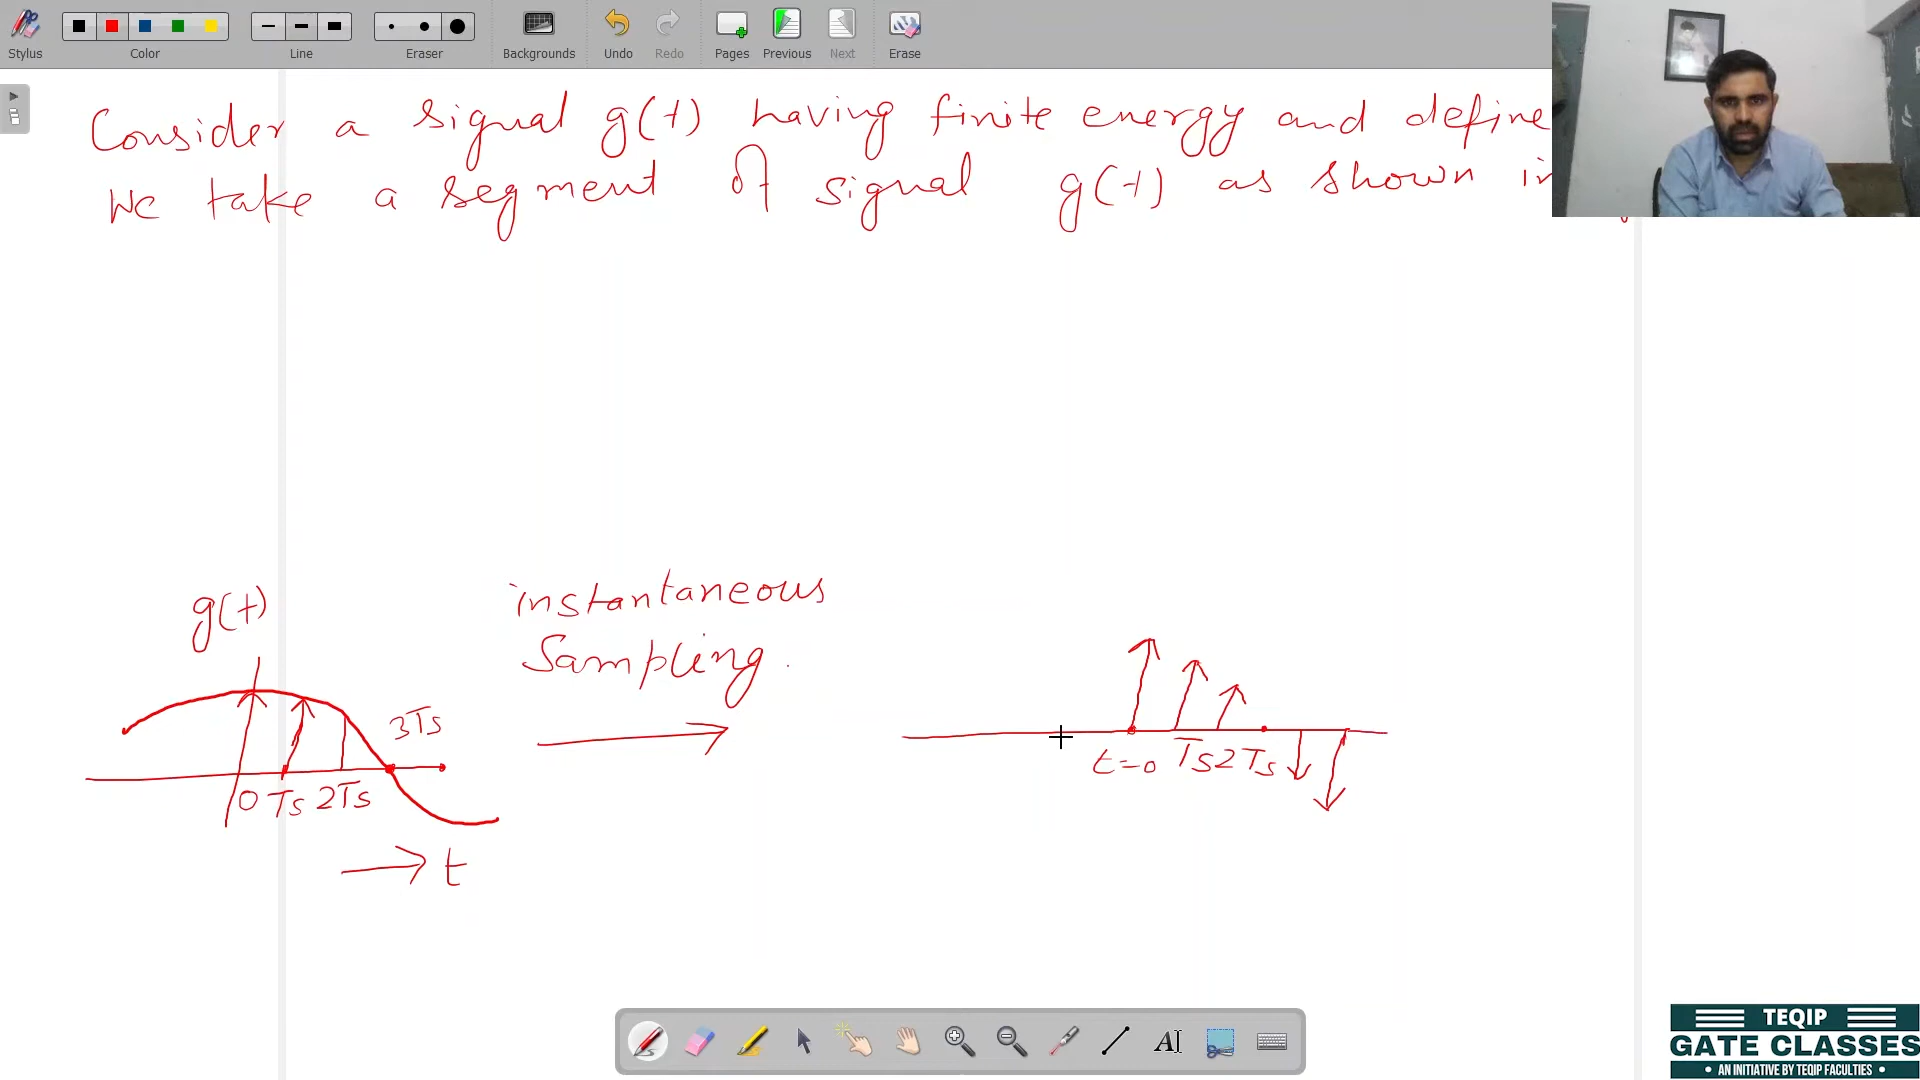 Stylus
Color
Line
Eraser
Backgrounds
Undo
Redo
Pages
Previous
Next
Erase
Consider a signal g(t) having finite energy and define
We take a segment of signal g(t) as shown in
g(t)
instantaneous
Sampling.
3Ts
0 Ts 2Ts
t
t=0 Ts 2Ts
AI
TEQIP
GATE CLASSES
• AN INITIATIVE BY TEQIP FACULTIES •